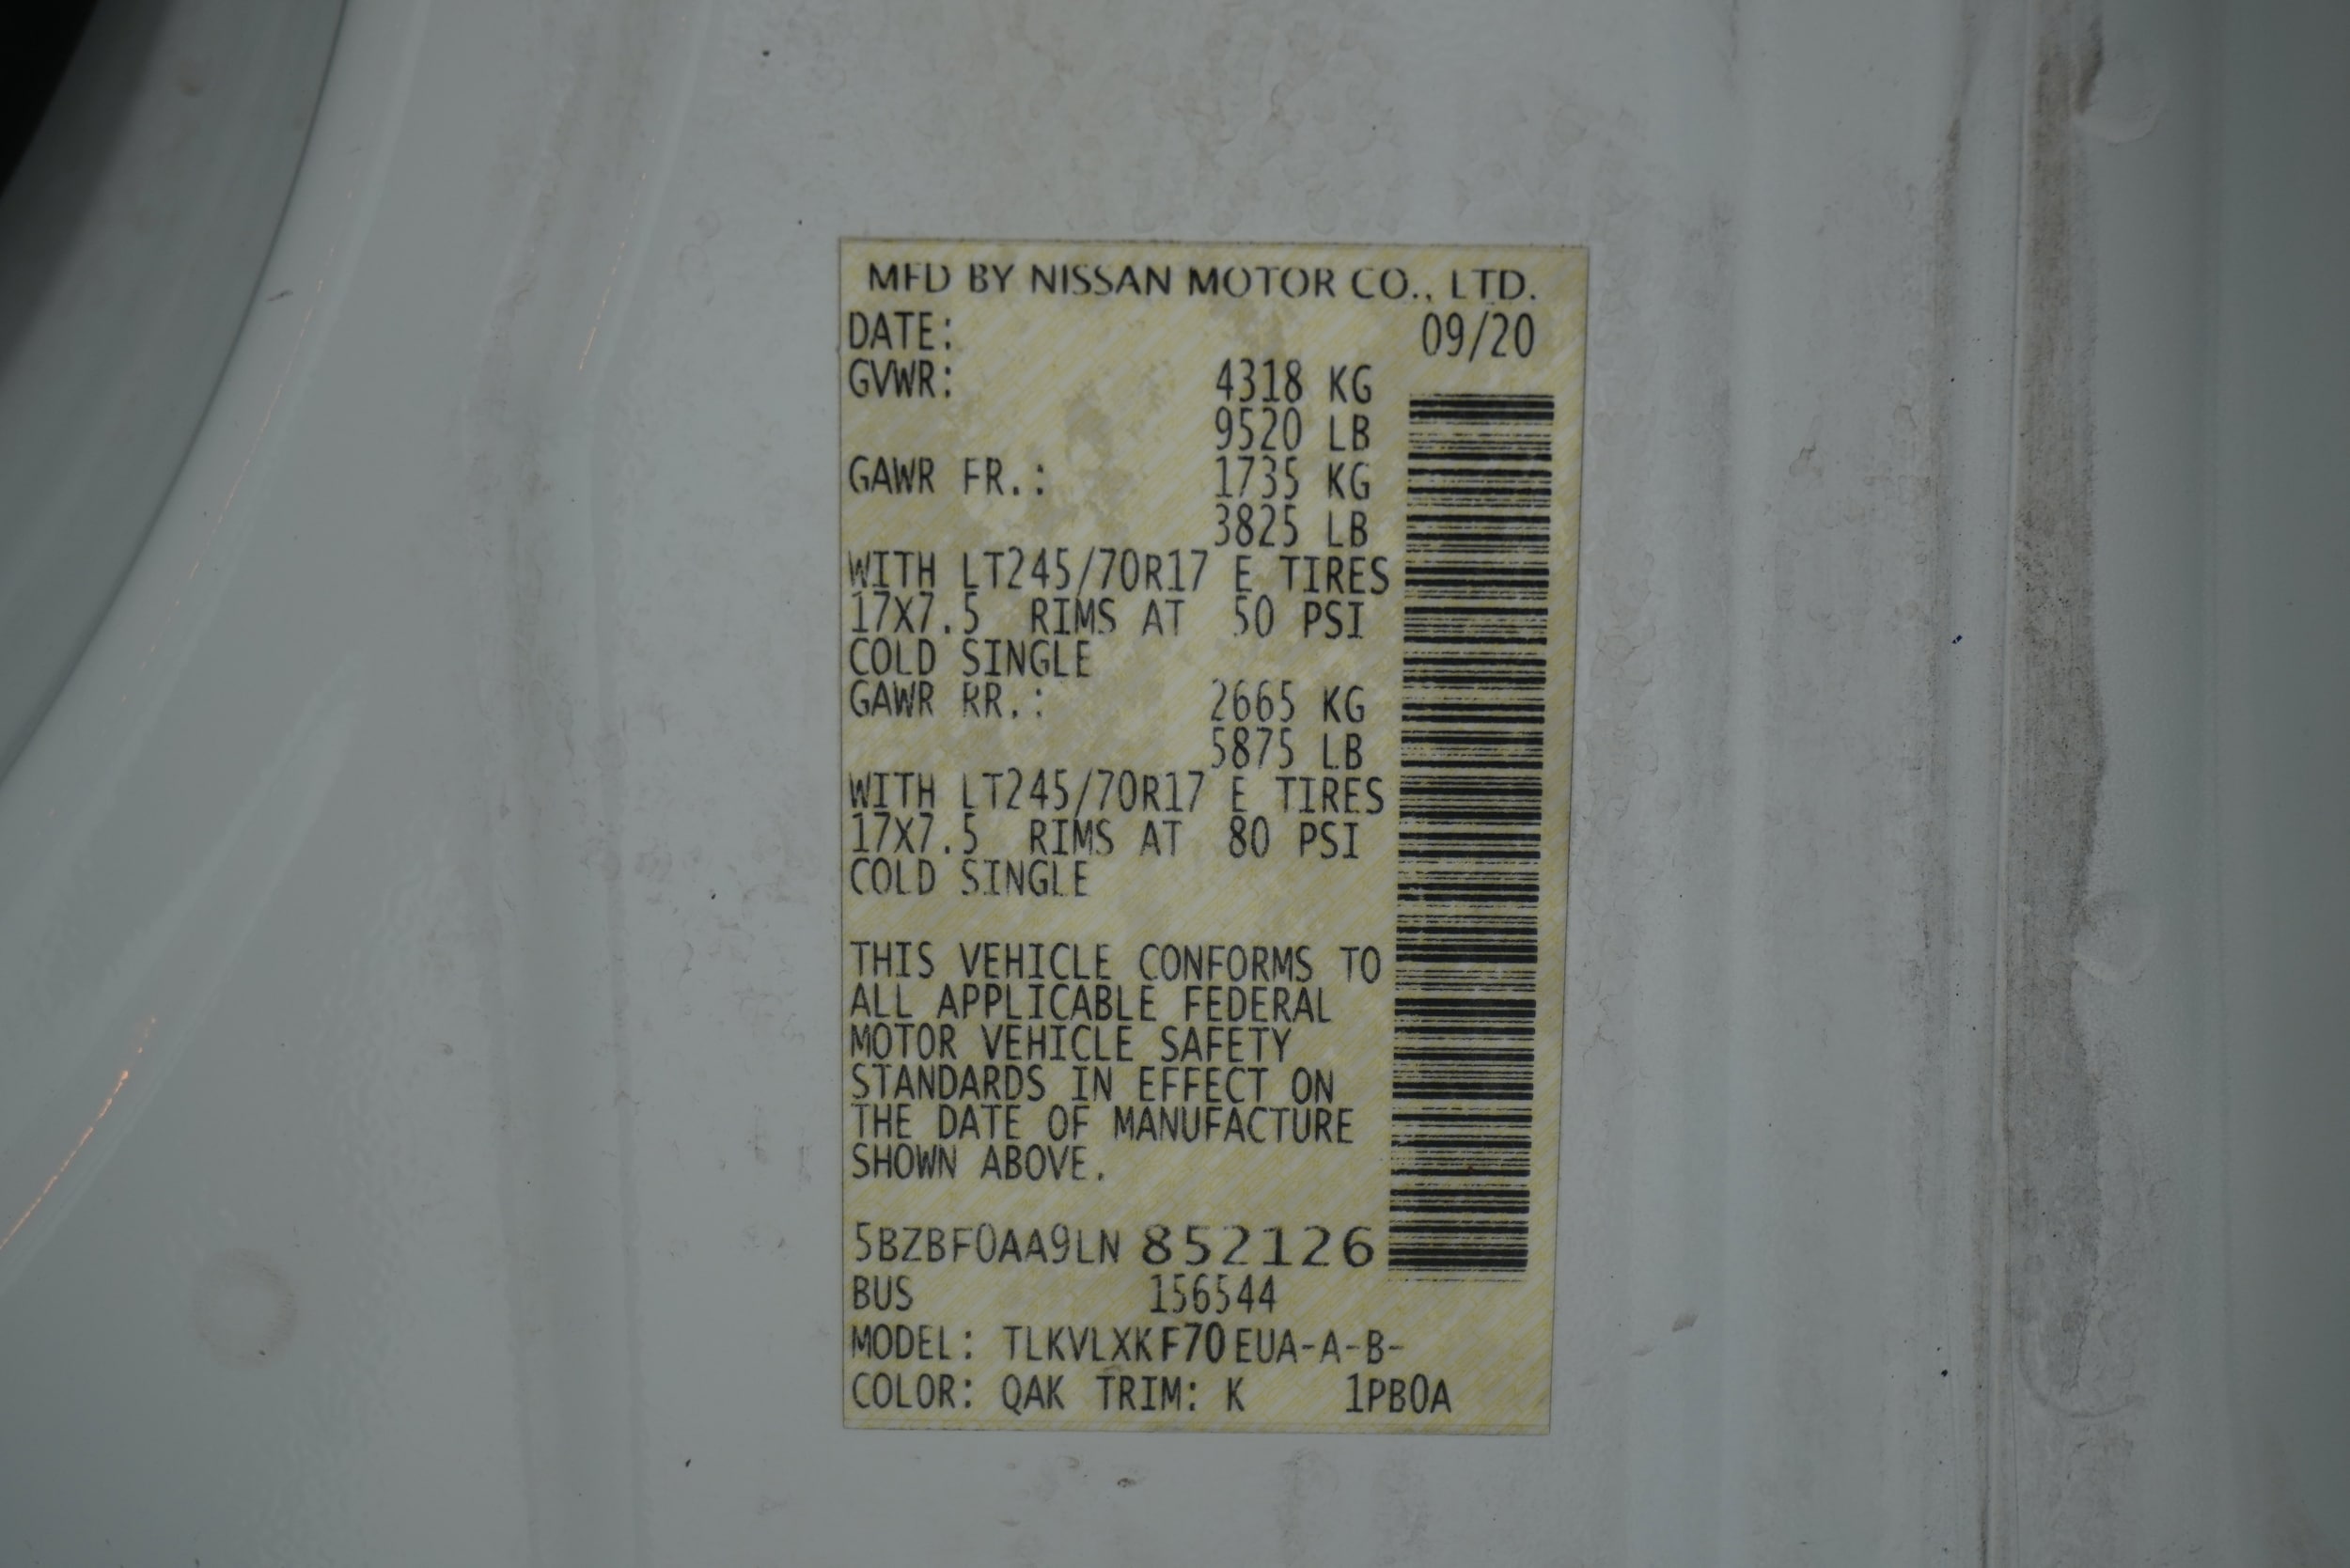 MFD BY NISSAN MOTOR CO., LTD.
DATE: 09/20
GVWR: 4318 KG
9520 LB
GAWR FR.: 1735 KG
3825 LB
WITH LT245/70R17 E TIRES
17X7.5 RIMS AT 50 PSI
COLD SINGLE
GAWR RR.: 2665 KG
5875 LB
WITH LT245/70R17 E TIRES
17X7.5 RIMS AT 80 PSI
COLD SINGLE
THIS VEHICLE CONFORMS TO
ALL APPLICABLE FEDERAL
MOTOR VEHICLE SAFETY
STANDARDS IN EFFECT ON
THE DATE OF MANUFACTURE
SHOWN ABOVE.
5BZBF0AA9LN 852126
BUS 156544
MODEL: TLKVLXKF70EUA-A-B-
COLOR: QAK TRIM: K 1PB0A